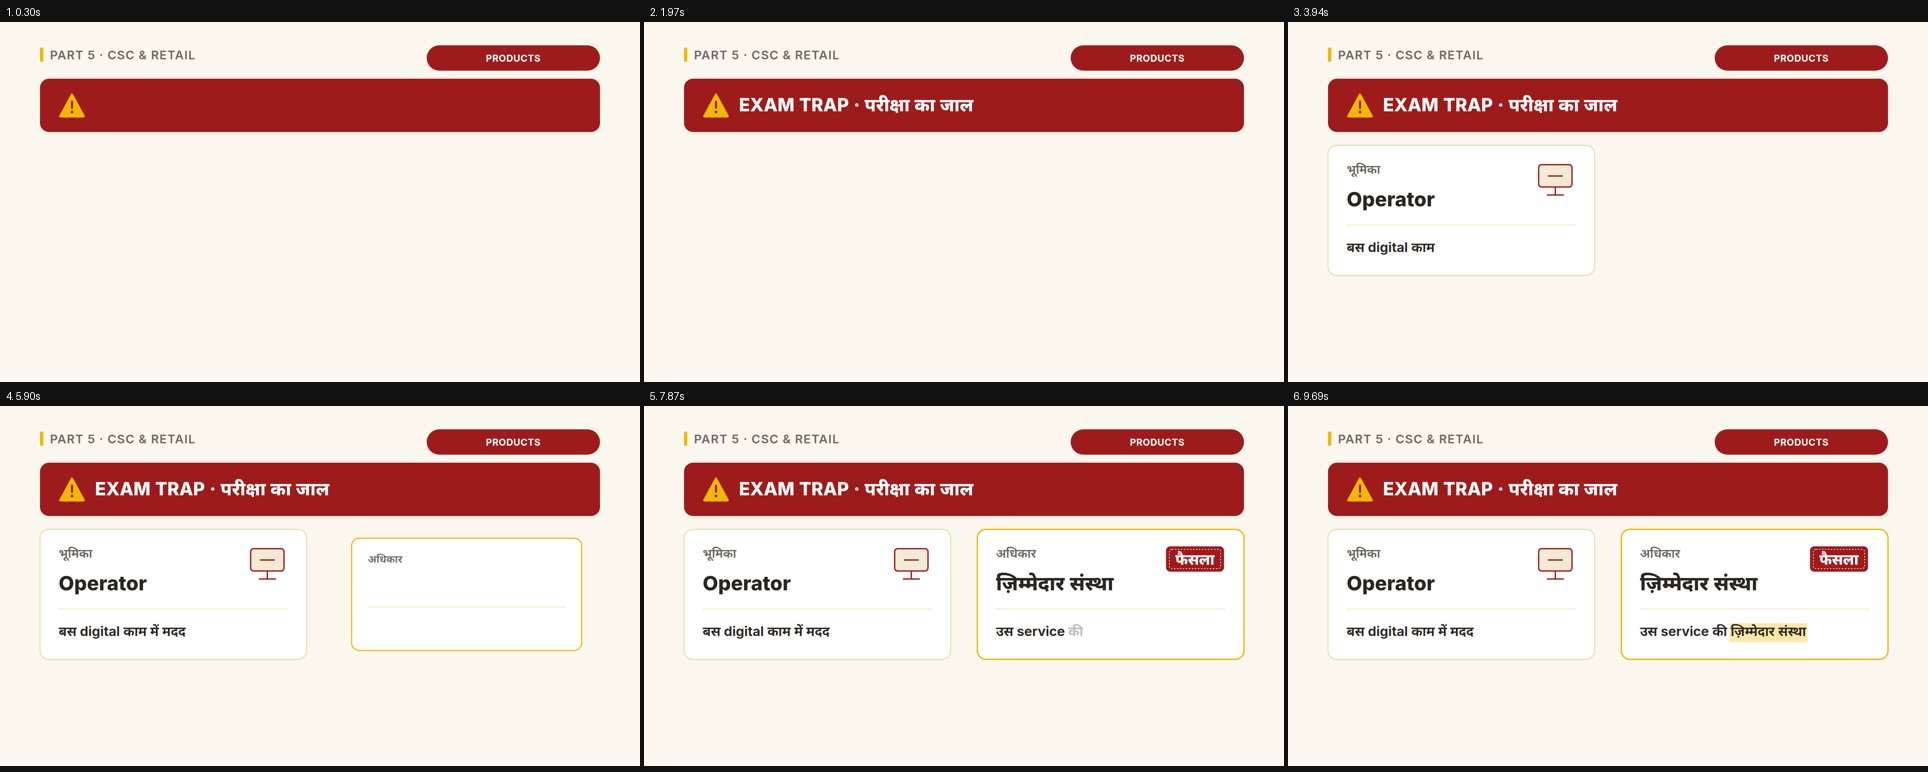 1. 0.30s
PART 5 · CSC & RETAIL
PRODUCTS
2. 1.97s
PART 5 · CSC & RETAIL
PRODUCTS
EXAM TRAP · परीक्षा का जाल
3. 3.94s
PART 5 · CSC & RETAIL
PRODUCTS
EXAM TRAP · परीक्षा का जाल
भूमिका
Operator
बस digital काम
4. 5.90s
PART 5 · CSC & RETAIL
PRODUCTS
EXAM TRAP · परीक्षा का जाल
भूमिका
Operator
बस digital काम में मदद
अधिकार
5. 7.87s
PART 5 · CSC & RETAIL
PRODUCTS
EXAM TRAP · परीक्षा का जाल
भूमिका
Operator
बस digital काम में मदद
अधिकार
फैसला
ज़िम्मेदार संस्था
उस service की
6. 9.69s
PART 5 · CSC & RETAIL
PRODUCTS
EXAM TRAP · परीक्षा का जाल
भूमिका
Operator
बस digital काम में मदद
अधिकार
फैसला
ज़िम्मेदार संस्था
उस service की ज़िम्मेदार संस्था